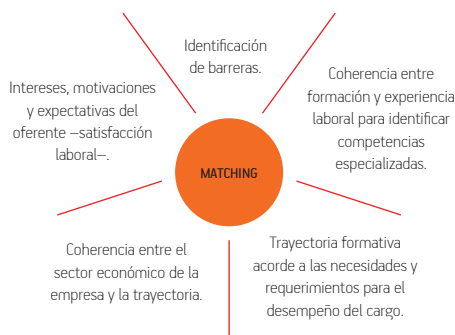 Identificación
de barreras.
Intereses, motivaciones
y expectativas del
oferente –satisfacción
laboral–.
Coherencia entre
formación y experiencia
laboral para identificar
competencias
especializadas.
MATCHING
Coherencia entre el
sector económico de la
empresa y la trayectoria.
Trayectoria formativa
acorde a las necesidades y
requerimientos para el
desempeño del cargo.